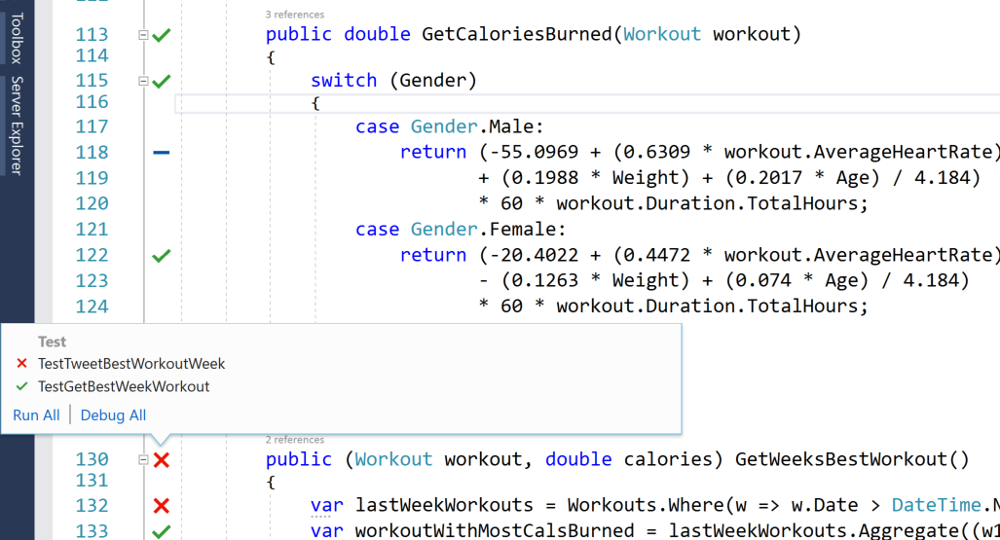 Toolbox
Server Explorer
3 references
113 public double GetCaloriesBurned(Workout workout)
114 {
115 switch (Gender)
116 {
117 case Gender.Male:
118 return (-55.0969 + (0.6309 * workout.AverageHeartRate)
119 + (0.1988 * Weight) + (0.2017 * Age) / 4.184)
120 * 60 * workout.Duration.TotalHours;
121 case Gender.Female:
122 return (-20.4022 + (0.4472 * workout.AverageHeartRate)
123 - (0.1263 * Weight) + (0.074 * Age) / 4.184)
124 * 60 * workout.Duration.TotalHours;
Test
TestTweetBestWorkoutWeek
TestGetBestWeekWorkout
Run All | Debug All
2 references
130 public (Workout workout, double calories) GetWeeksBestWorkout()
131 {
132 var lastWeekWorkouts = Workouts.Where(w => w.Date > DateTime.N
133 var workoutWithMostCalsBurned = lastWeekWorkouts.Aggregate((w1